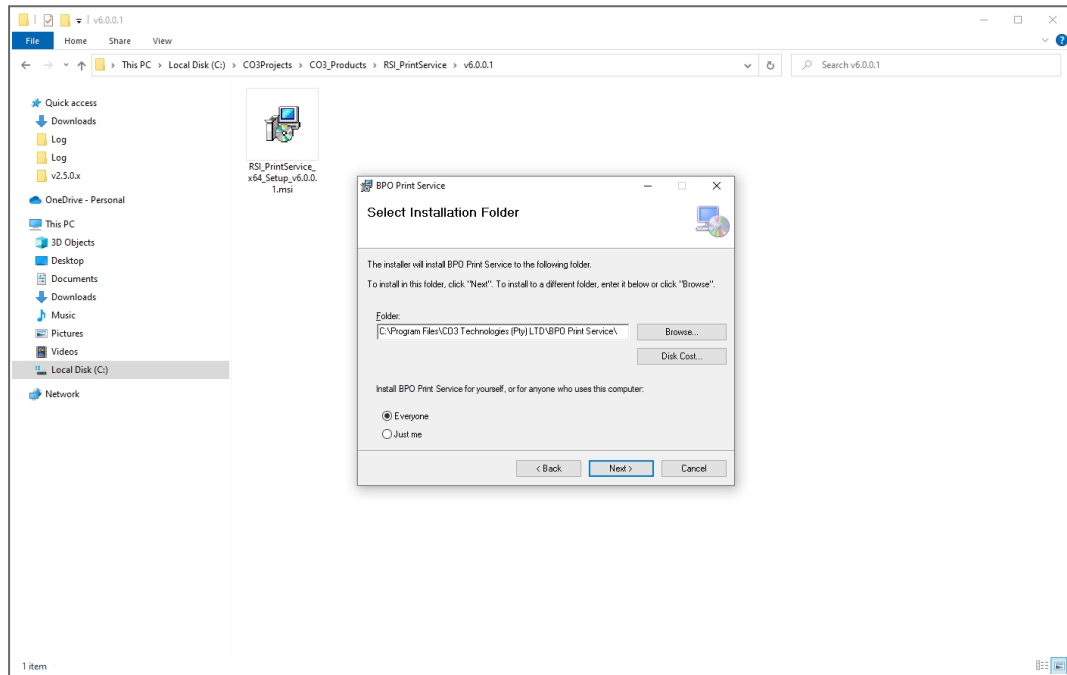 v6.0.0.1
File Home Share View
This PC > Local Disk (C:) > CO3Projects > CO3_Products > RSI_PrintService > v6.0.0.1
Search v6.0.0.1
Quick access
Downloads
Log
Log
v2.5.0.x
OneDrive - Personal
This PC
3D Objects
Desktop
Documents
Downloads
Music
Pictures
Videos
Local Disk (C:)
Network
RSI_PrintService_
x64_Setup_v6.0.0.
1.msi
BPO Print Service
Select Installation Folder
The installer will install BPO Print Service to the following folder.
To install in this folder, click "Next". To install to a different folder, enter it below or click "Browse".
Folder:
C:\Program Files\CO3 Technologies (Pty) LTD\BPO Print Service\
Browse...
Disk Cost...
Install BPO Print Service for yourself, or for anyone who uses this computer:
Everyone
Just me
< Back Next > Cancel
1 item